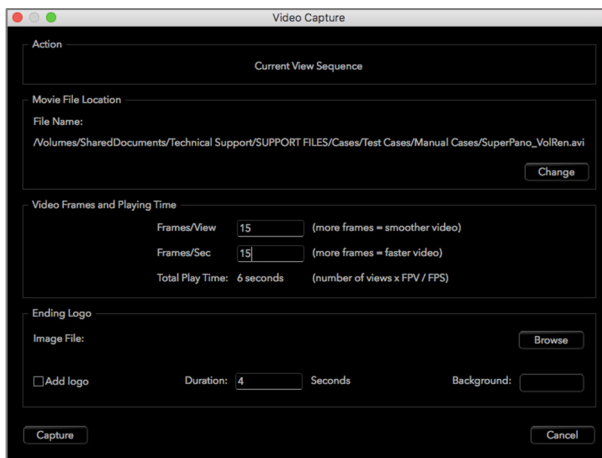 Video Capture
Action
Current View Sequence
Movie File Location
File Name:
/Volumes/SharedDocuments/Technical Support/SUPPORT FILES/Cases/Test Cases/Manual Cases/SuperPano_VolRen.avi
Change
Video Frames and Playing Time
Frames/View 15 (more frames = smoother video)
Frames/Sec 15 (more frames = faster video)
Total Play Time: 6 seconds (number of views x FPV / FPS)
Ending Logo
Image File: Browse
Add logo Duration: 4 Seconds Background:
Capture Cancel